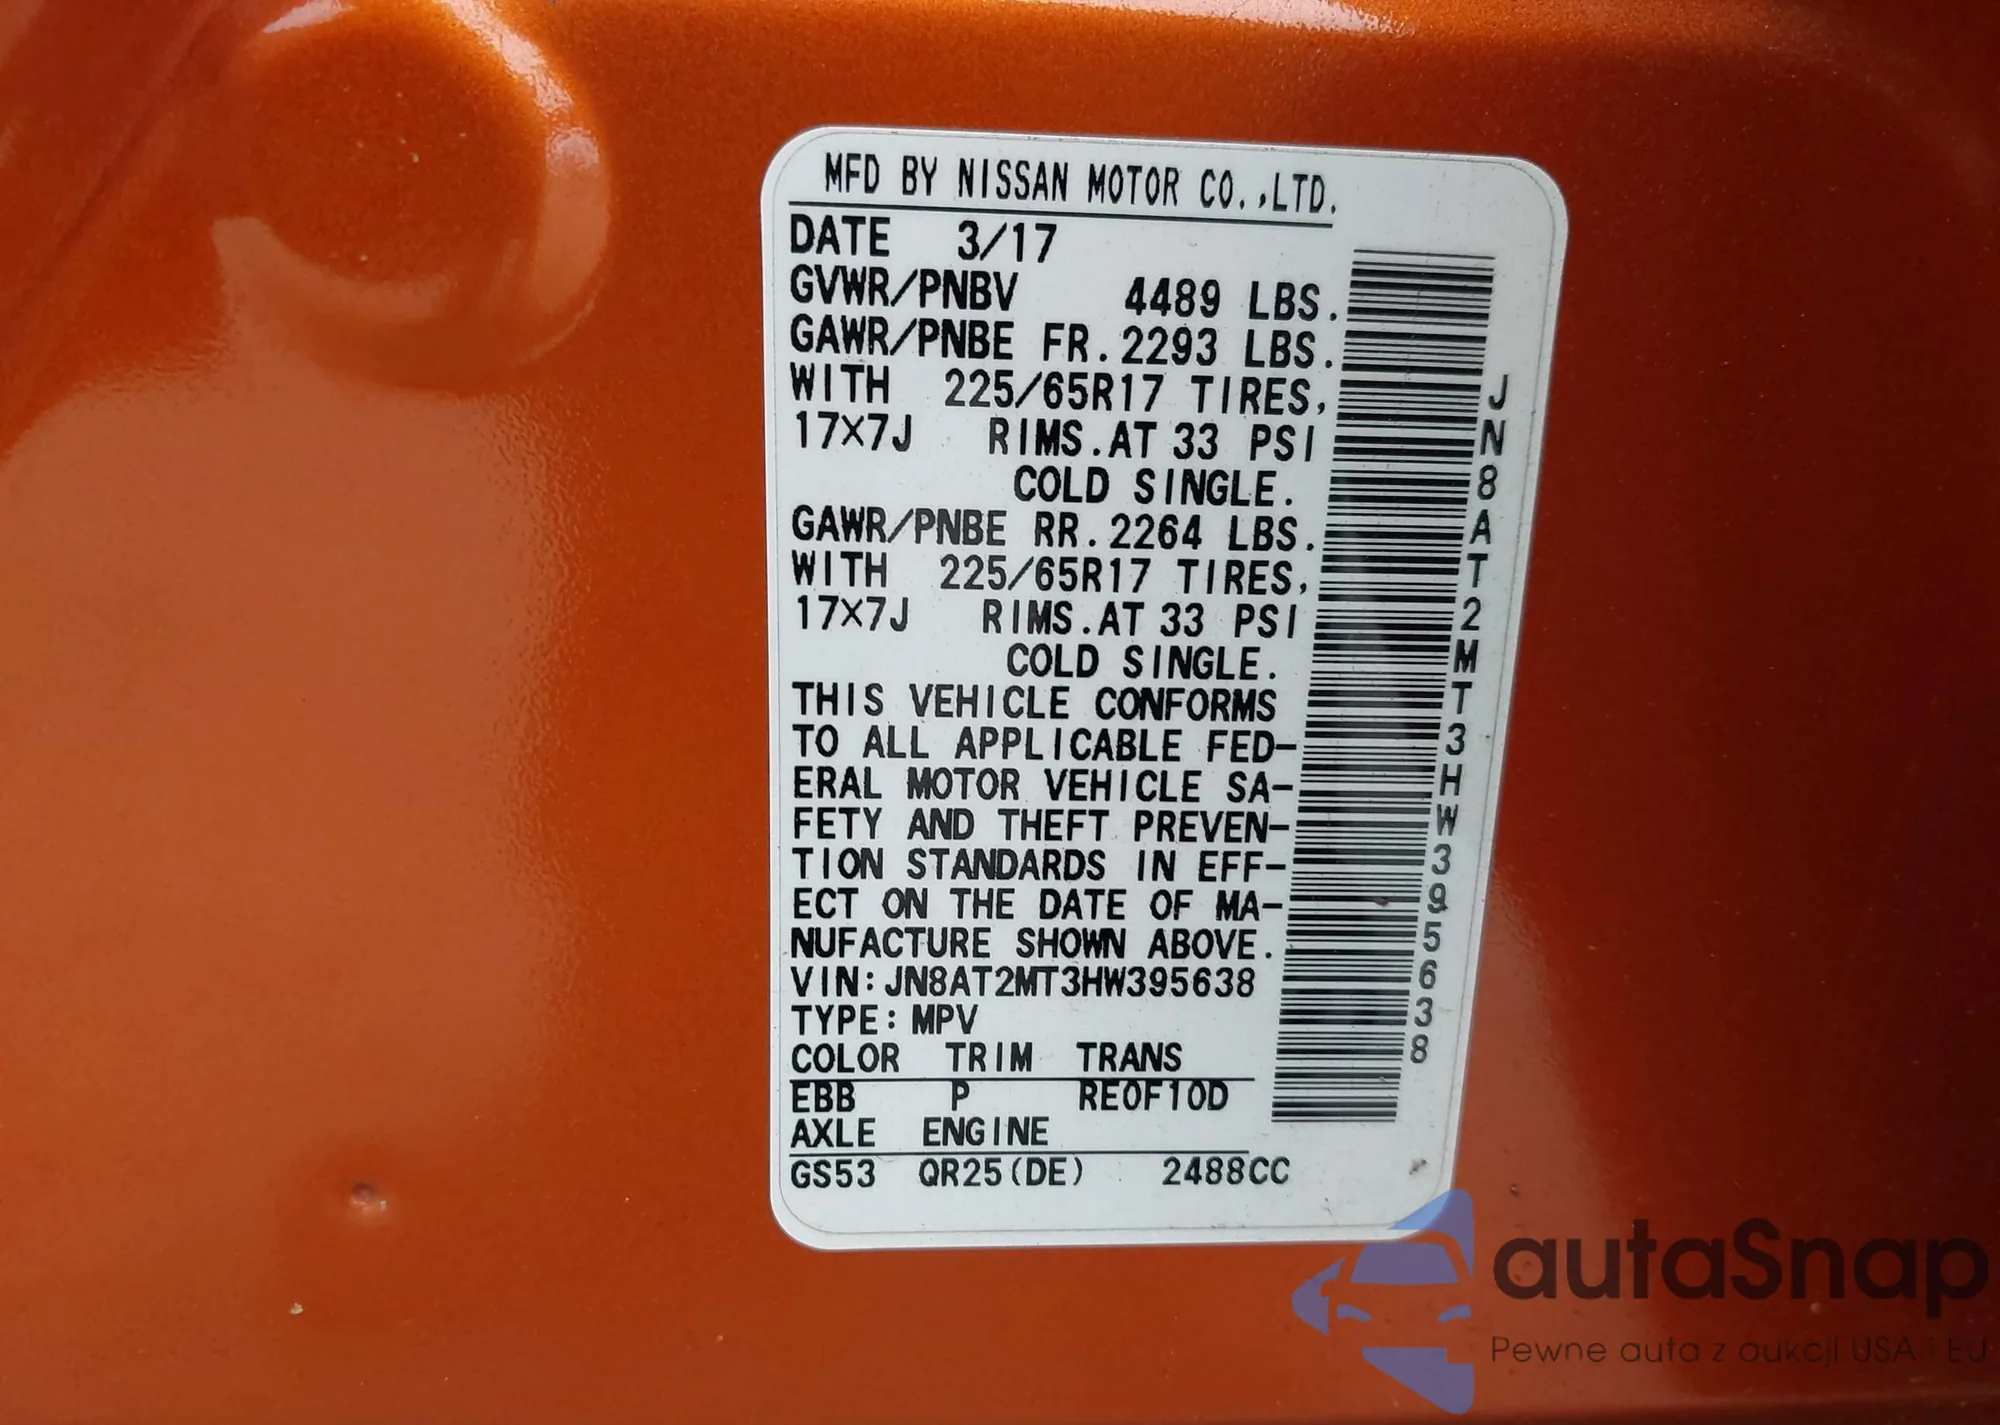 MFD BY NISSAN MOTOR CO.,LTD.
DATE 3/17
GVWR/PNBV 4489 LBS.
GAWR/PNBE FR.2293 LBS.
WITH 225/65R17 TIRES,
17X7J RIMS.AT 33 PSI
COLD SINGLE.
GAWR/PNBE RR.2264 LBS.
WITH 225/65R17 TIRES,
17X7J RIMS.AT 33 PSI
COLD SINGLE.
THIS VEHICLE CONFORMS
TO ALL APPLICABLE FED-
ERAL MOTOR VEHICLE SA-
FETY AND THEFT PREVEN-
TION STANDARDS IN EFF-
ECT ON THE DATE OF MA-
NUFACTURE SHOWN ABOVE.
VIN:JN8AT2MT3HW395638
TYPE:MPV
COLOR TRIM TRANS
EBB P RE0F10D
AXLE ENGINE
GS53 QR25(DE) 2488CC
JN8AT2MT3HW395638
autaSnap
Pewne auta z aukcji USA i EU